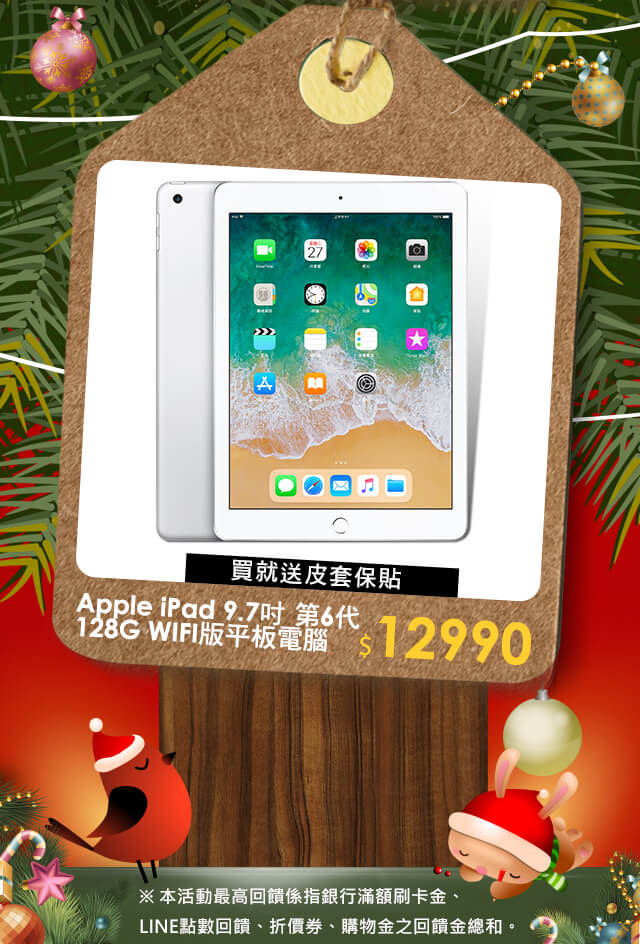 27
買就送皮套保貼
Apple iPad 9.7吋 第6代
128G WIFI版平板電腦
$12990
※ 本活動最高回饋係指銀行滿額刷卡金、
LINE點數回饋、折價券、購物金之回饋金總和。